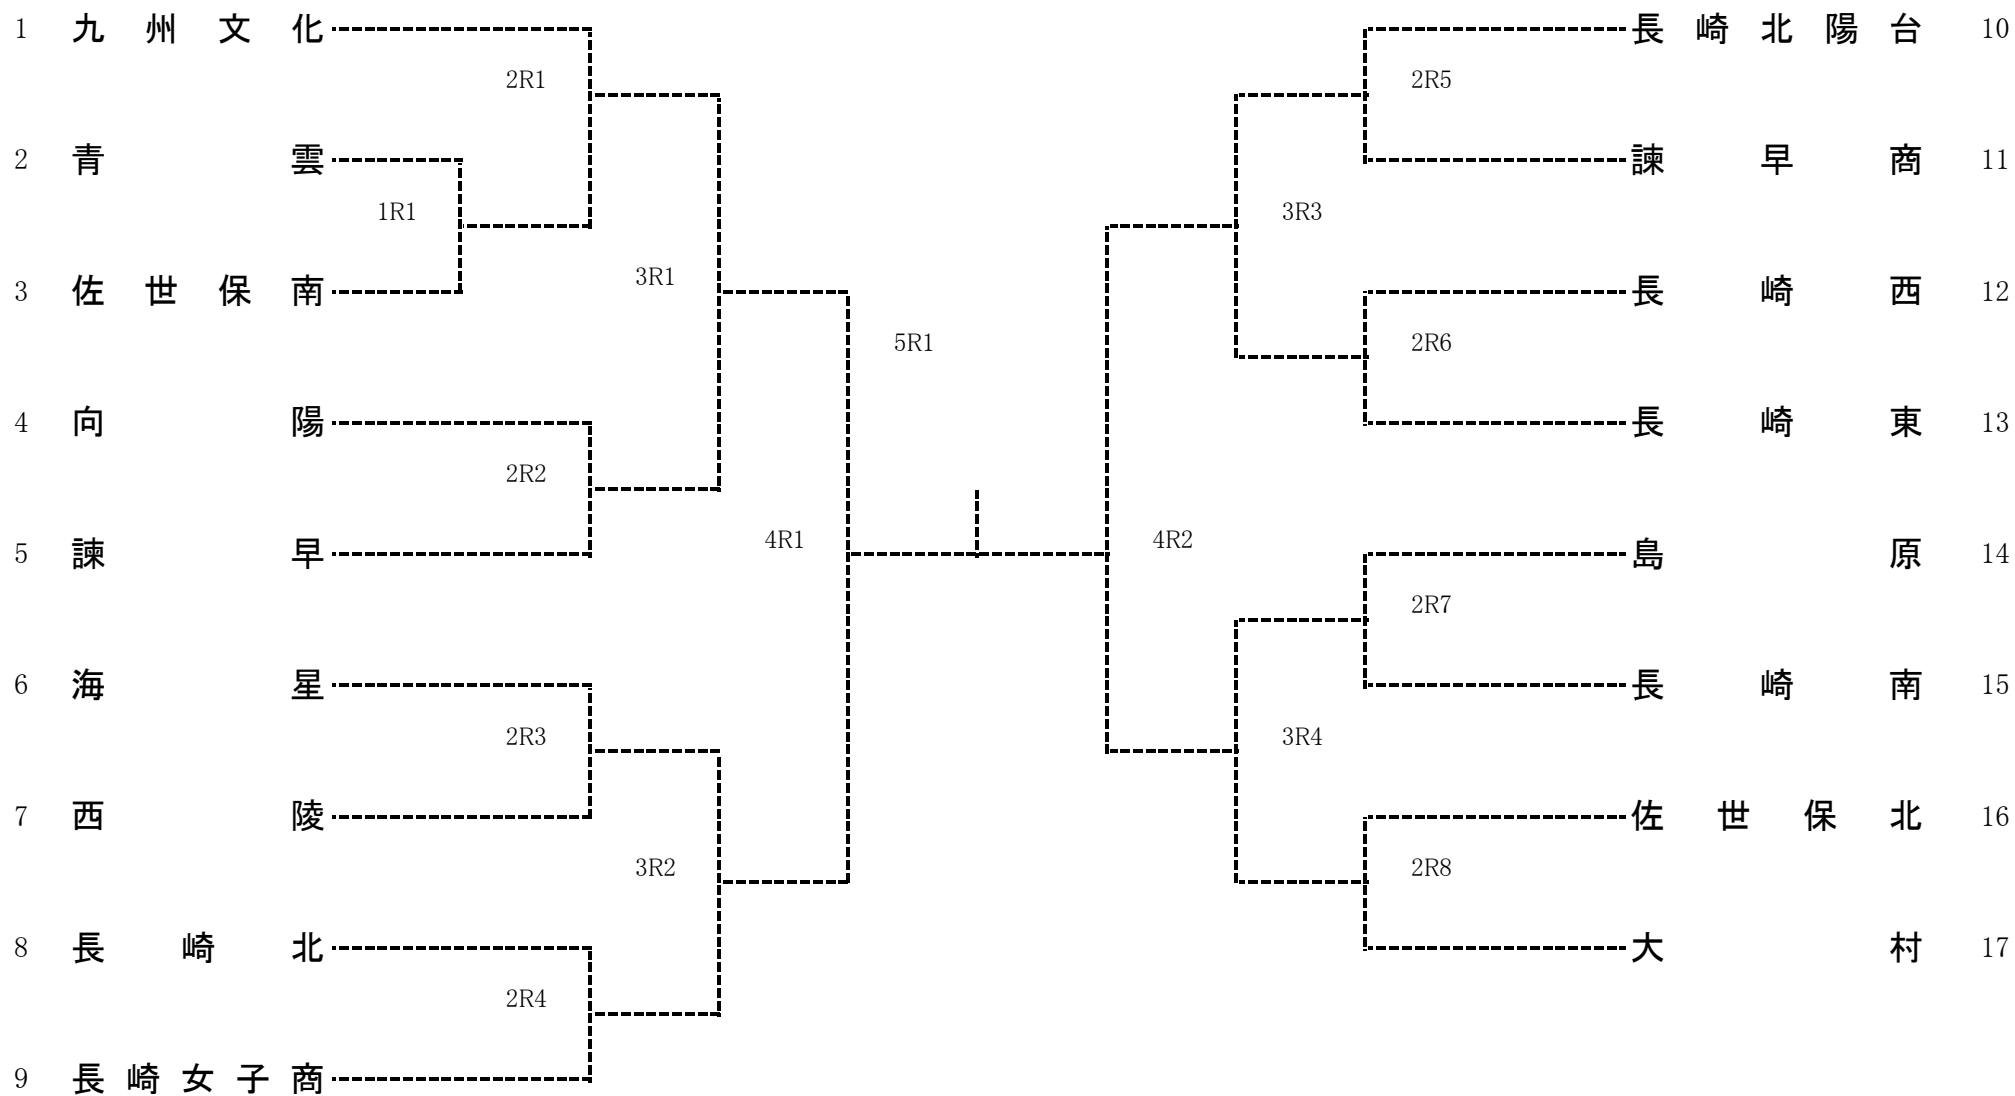 1 九州文化
2R1
2 青雲
1R1
3 佐世保南
3R1
4 向陽
2R2
5 諫早
4R1
6 海星
2R3
7 西陵
3R2
8 長崎北
2R4
9 長崎女子商
5R1
長崎北陽台 10
2R5
諫早商 11
3R3
長崎西 12
2R6
長崎東 13
4R2
島原 14
2R7
長崎南 15
3R4
佐世保北 16
2R8
大村 17